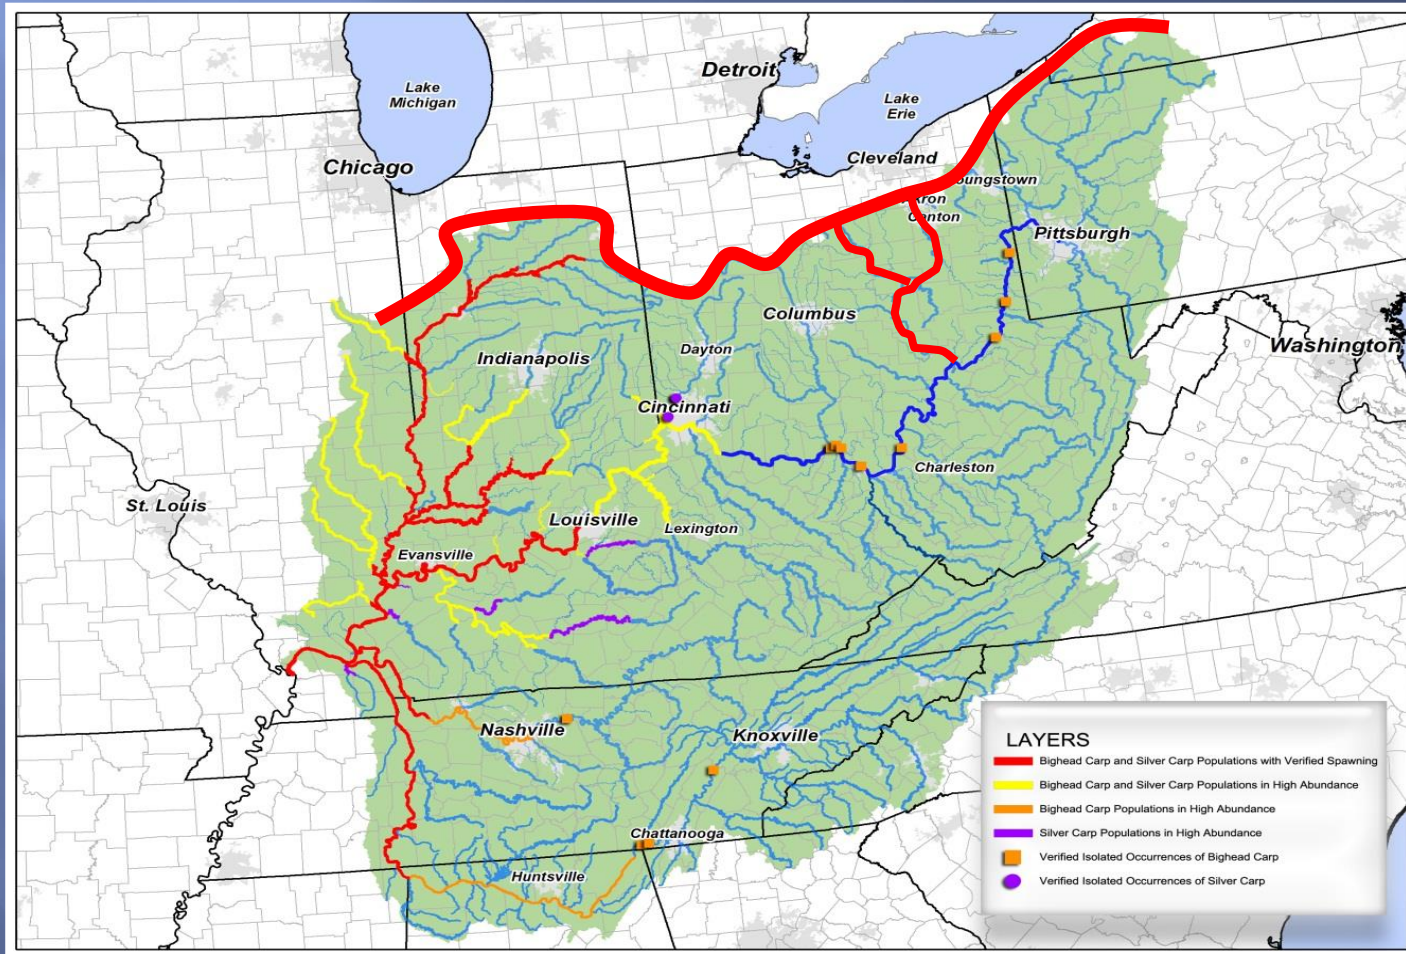 Detroit
Lake
Michigan
Lake
Erie
Cleveland
Chicago
oungstown
kron
Canton
Pittsburgh
Columbus
Washington
Indianapolis
Dayton
Cincinnati
Charleston
St. Louis
Louisville
Lexington
Evansville
Nashville
Knoxville
Chattanooga
Huntsville
LAYERS
Bighead Carp and Silver Carp Populations with Verified Spawning
Bighead Carp and Silver Carp Populations in High Abundance
Bighead Carp Populations in High Abundance
Silver Carp Populations in High Abundance
Verified Isolated Occurrences of Bighead Carp
Verified Isolated Occurrences of Silver Carp